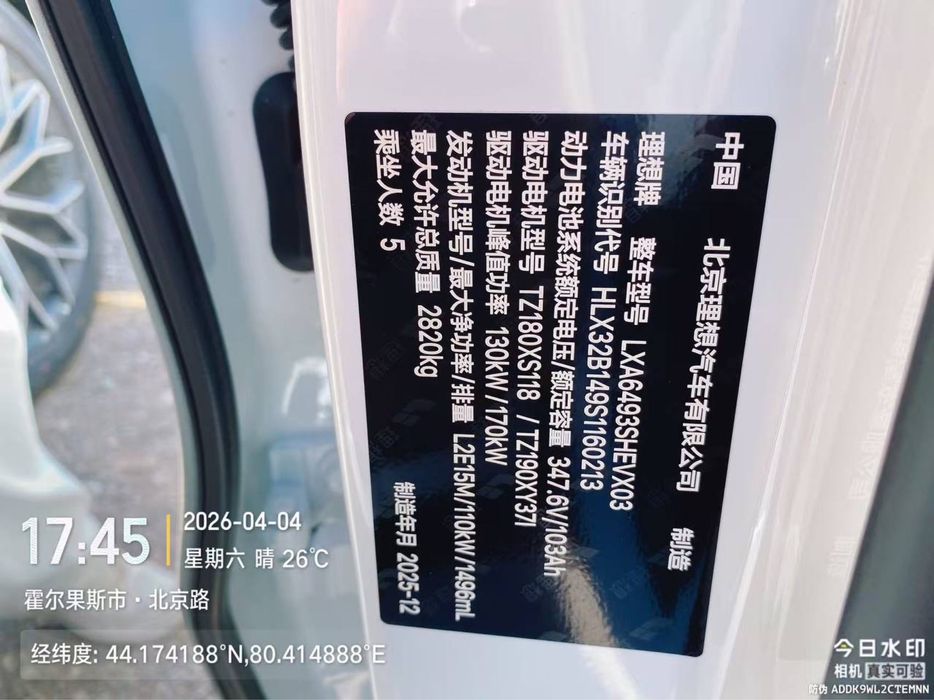 中国 北京理想汽车有限公司 制造
理想牌 整车型号 LXA6493SHEVX03
车辆识别代号 HLX32B149S1160213
动力电池系统额定电压/额定容量 347.6V/103Ah
驱动电机型号 TZ180XS118 /TZ190XY371
驱动电机峰值功率 130kW/170kW
发动机型号/最大净功率/排量 L2E15M/110kW/1496mL
最大允许总质量 2820kg
乘坐人数 5
制造年月 2025-12
17:45
2026-04-04
星期六 晴 26℃
霍尔果斯市·北京路
经纬度: 44.174188°N,80.414888°E
今日水印
相机 真实可验
防伪 ADDK9WL2CTEMNN